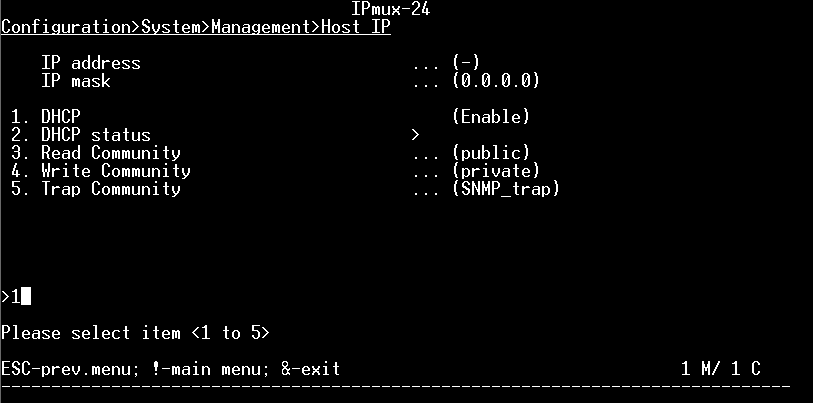 IPmux-24
Configuration>System>Management>Host IP
IP address ... (-)
IP mask ... (0.0.0.0)
1. DHCP (Enable)
2. DHCP status >
3. Read Community ... (public)
4. Write Community ... (private)
5. Trap Community ... (SNMP_trap)
>1
Please select item <1 to 5>
ESC-prev.menu; !-main menu; &-exit 1 M/ 1 C
-------------------------------------------------------------------------------